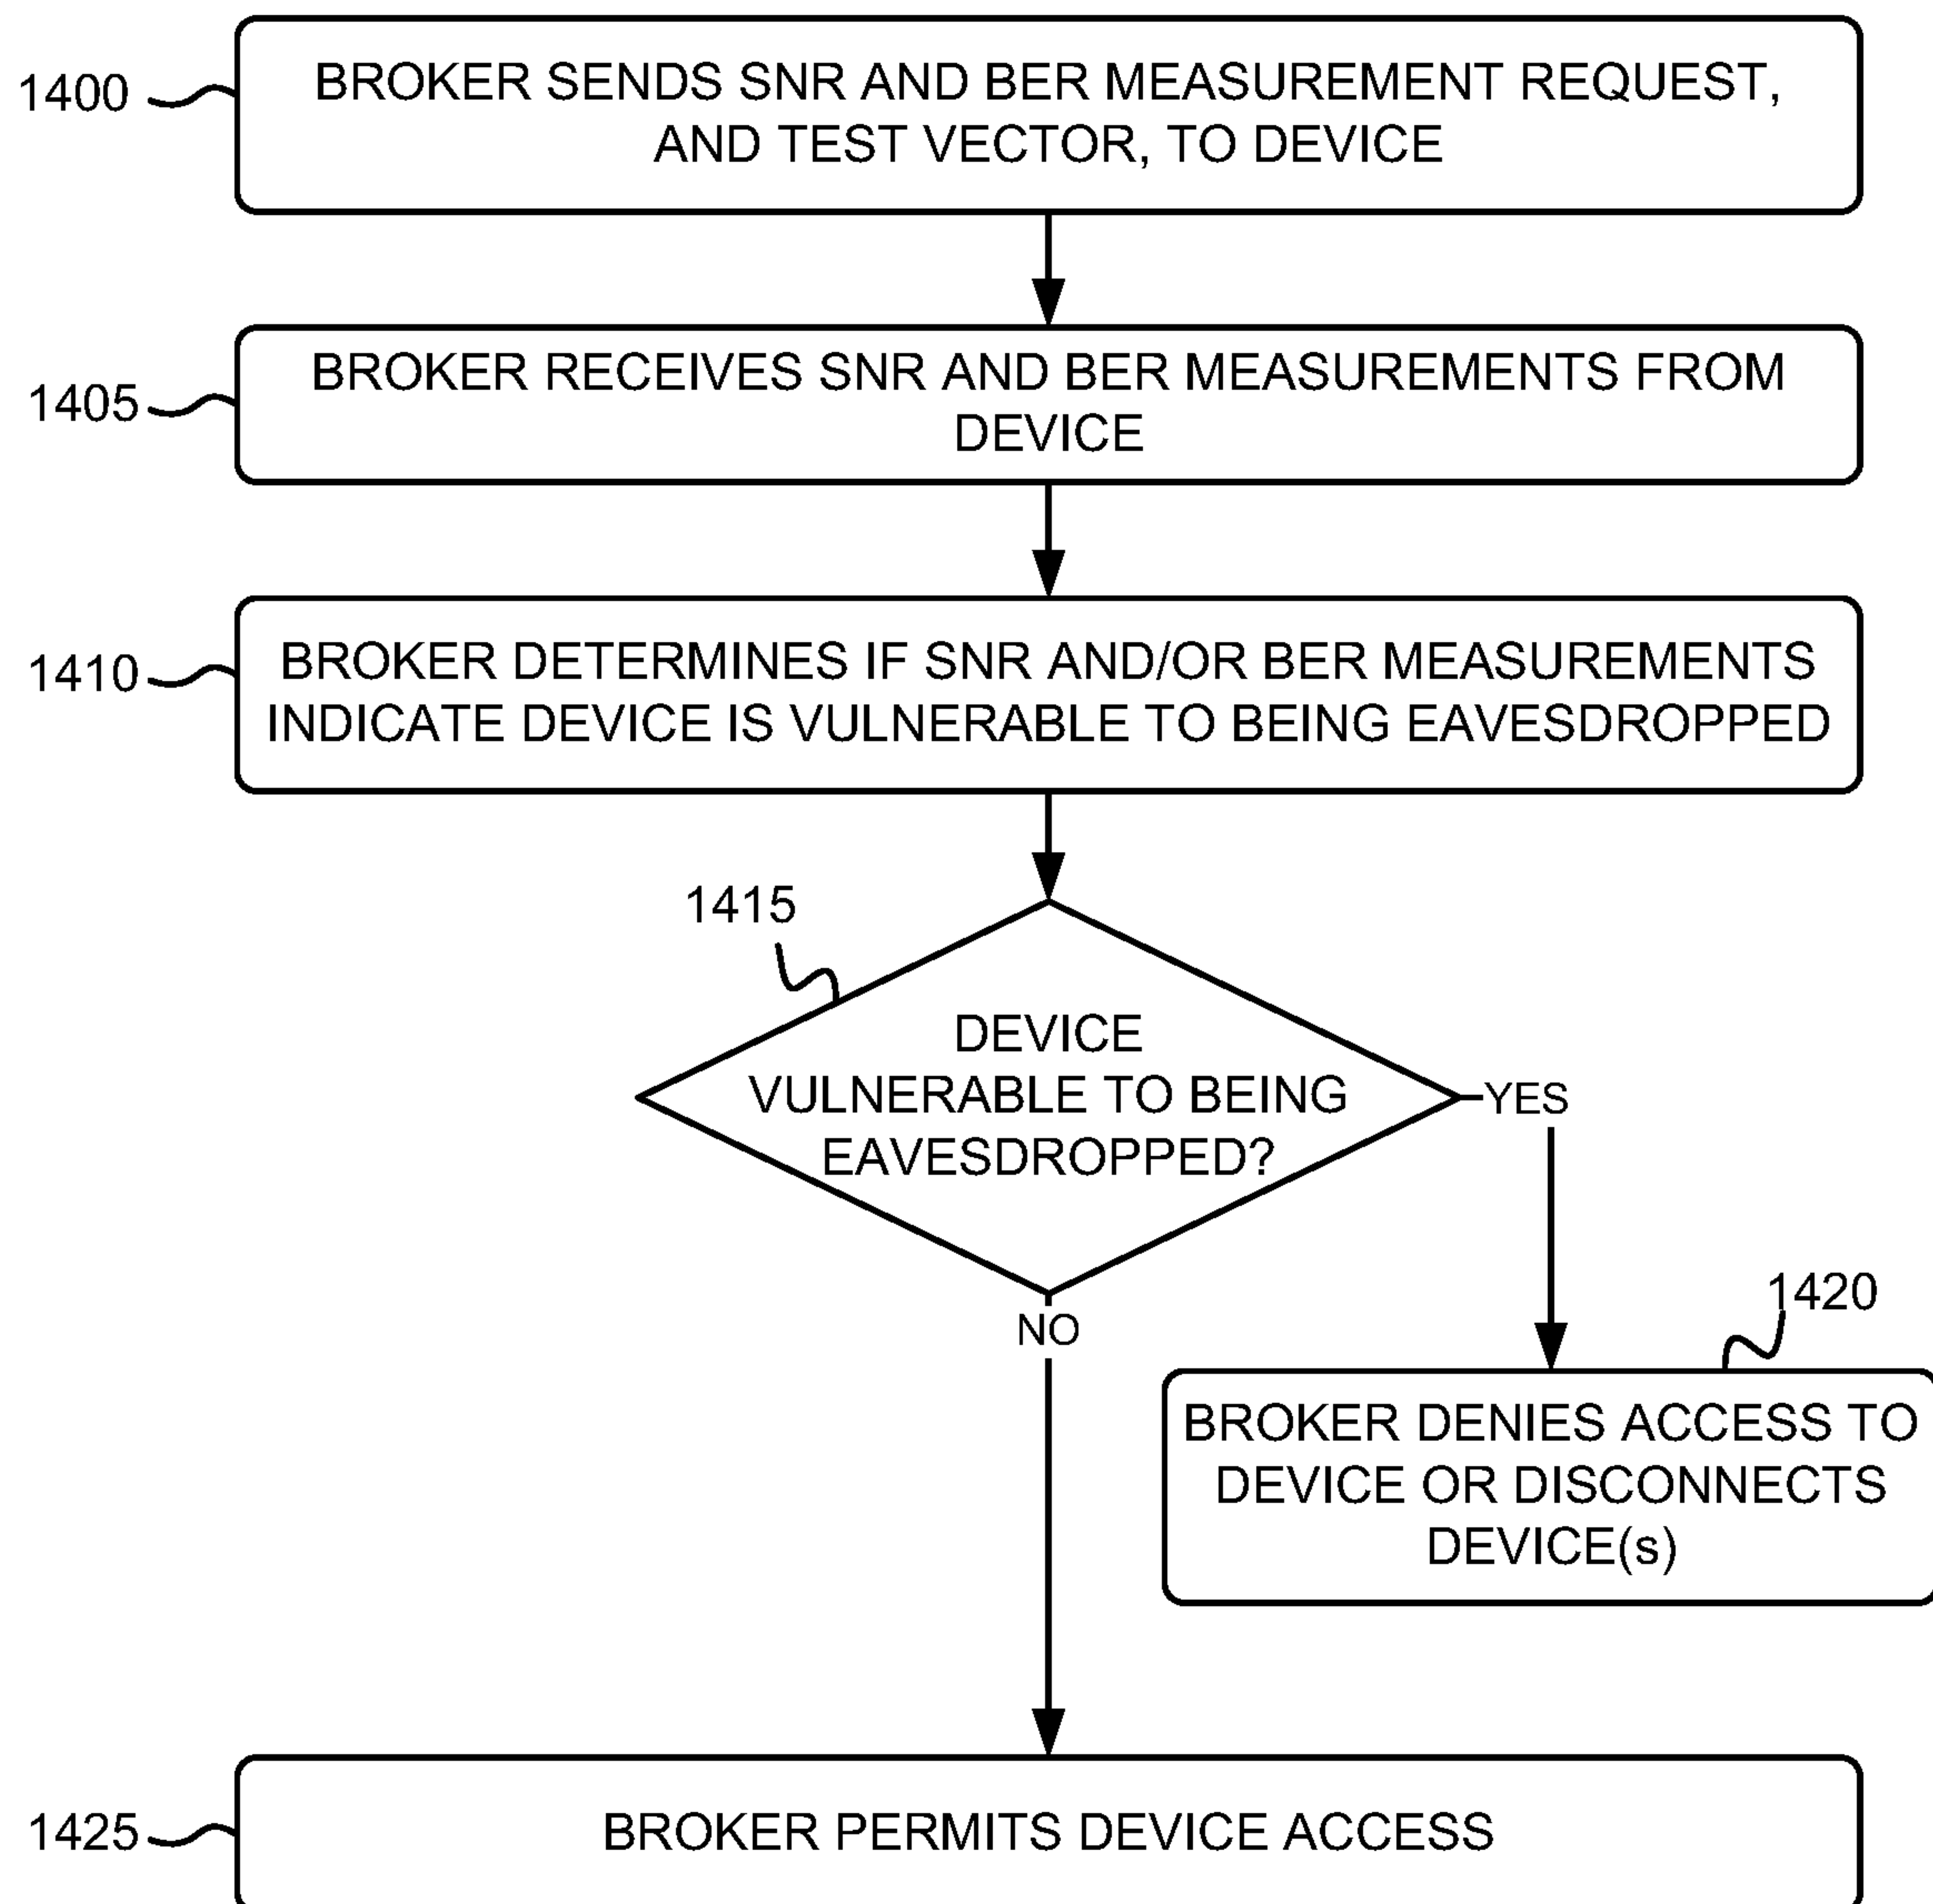 1400
BROKER SENDS SNR AND BER MEASUREMENT REQUEST,
AND TEST VECTOR, TO DEVICE
1405
BROKER RECEIVES SNR AND BER MEASUREMENTS FROM
DEVICE
1410
BROKER DETERMINES IF SNR AND/OR BER MEASUREMENTS
INDICATE DEVICE IS VULNERABLE TO BEING EAVESDROPPED
1415
DEVICE
VULNERABLE TO BEING
EAVESDROPPED?
YES
NO
1420
BROKER DENIES ACCESS TO
DEVICE OR DISCONNECTS
DEVICE(s)
1425
BROKER PERMITS DEVICE ACCESS